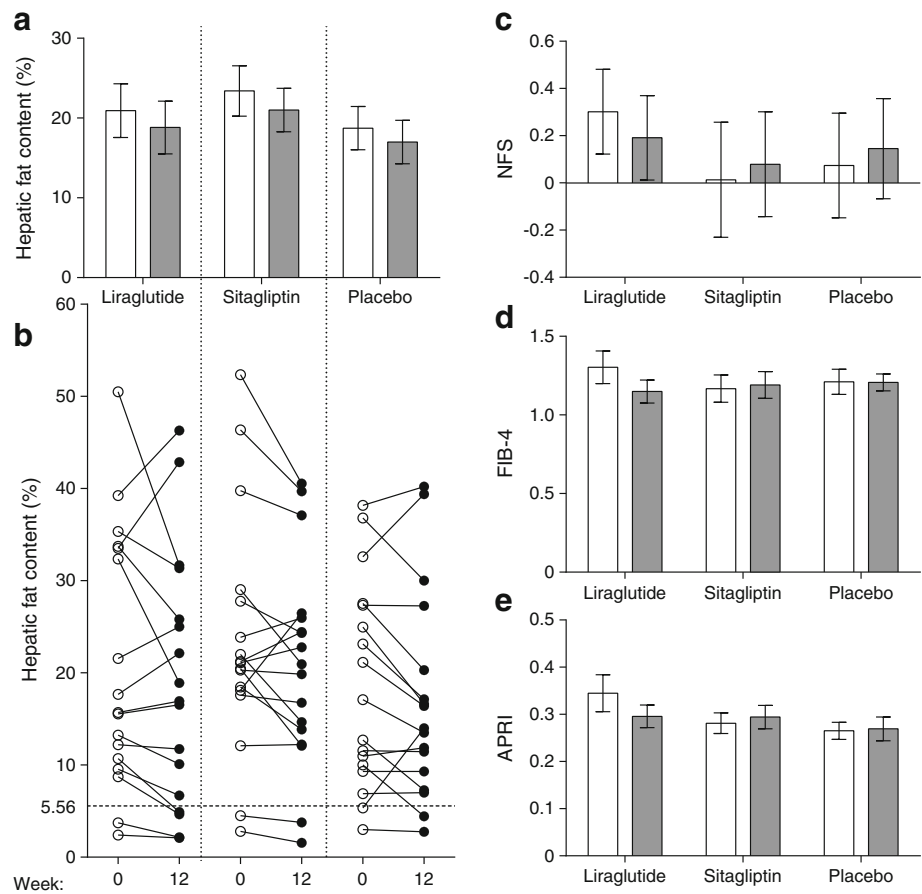 a
Hepatic fat content (%)
30
20
10
0
Liraglutide Sitagliptin Placebo
b
Hepatic fat content (%)
60
50
40
30
20
10
5.56
0
Week: 0 12 0 12 0 12
c
NFS
0.6
0.4
0.2
0
-0.2
-0.4
Liraglutide Sitagliptin Placebo
d
FIB-4
1.5
1.0
0.5
0
Liraglutide Sitagliptin Placebo
e
APRI
0.5
0.4
0.3
0.2
0.1
0
Liraglutide Sitagliptin Placebo